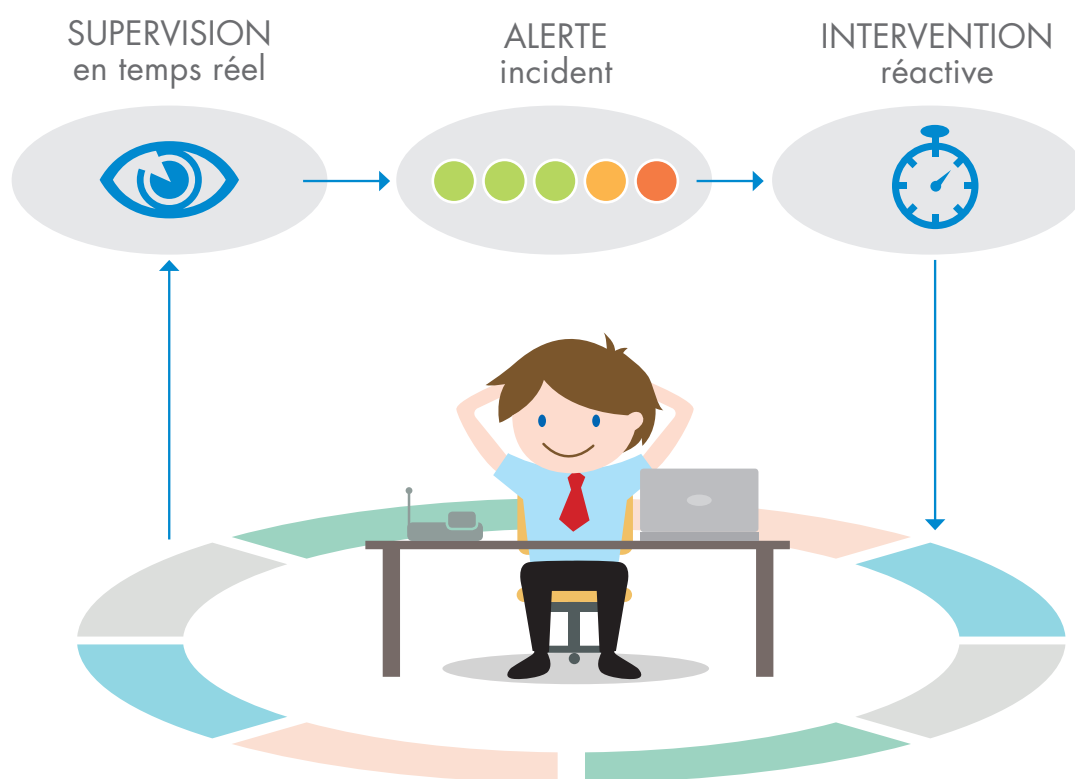 SUPERVISION
en temps réel
ALERTE
incident
INTERVENTION
réactive